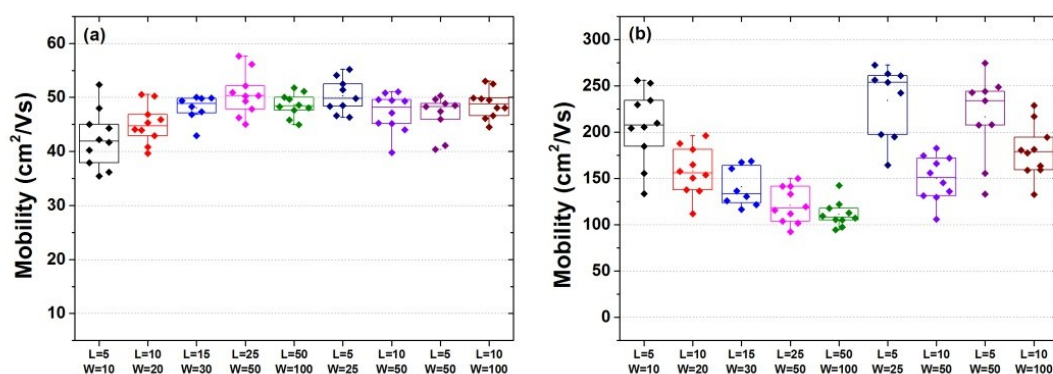 (a)
Mobility (cm²/Vs)
60
50
40
30
20
10
L=5 L=10 L=15 L=25 L=50 L=5 L=10 L=5 L=10
W=10 W=20 W=30 W=50 W=100 W=25 W=50 W=50 W=100
(b)
Mobility (cm²/Vs)
300
250
200
150
100
50
0
L=5 L=10 L=15 L=25 L=50 L=5 L=10 L=5 L=10
W=10 W=20 W=30 W=50 W=100 W=25 W=50 W=50 W=100